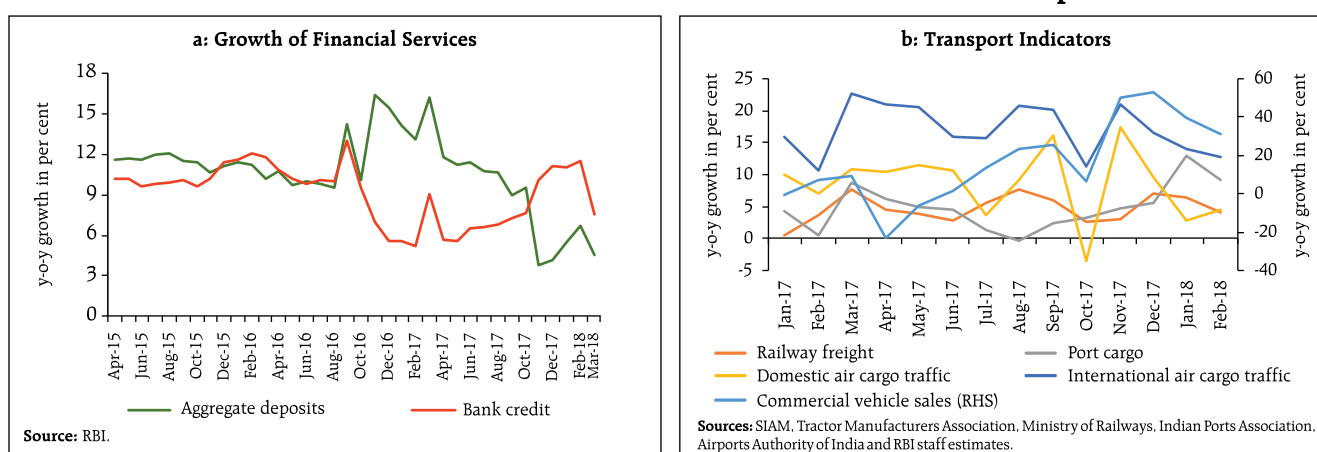 a: Growth of Financial Services
y-o-y growth in per cent
18
15
12
9
6
3
0
Apr-15
Jun-15
Aug-15
Oct-15
Dec-15
Feb-16
Apr-16
Jun-16
Aug-16
Oct-16
Dec-16
Feb-17
Apr-17
Jun-17
Aug-17
Oct-17
Dec-17
Feb-18
Mar-18
Aggregate deposits
Bank credit
Source: RBI.
b: Transport Indicators
y-o-y growth in per cent
25
20
15
10
5
0
-5
60
40
20
0
-20
-40
y-o-y growth in per cent
Jan-17
Feb-17
Mar-17
Apr-17
May-17
Jun-17
Jul-17
Aug-17
Sep-17
Oct-17
Nov-17
Dec-17
Jan-18
Feb-18
Railway freight
Port cargo
Domestic air cargo traffic
International air cargo traffic
Commercial vehicle sales (RHS)
Sources: SIAM, Tractor Manufacturers Association, Ministry of Railways, Indian Ports Association,
Airports Authority of India and RBI staff estimates.